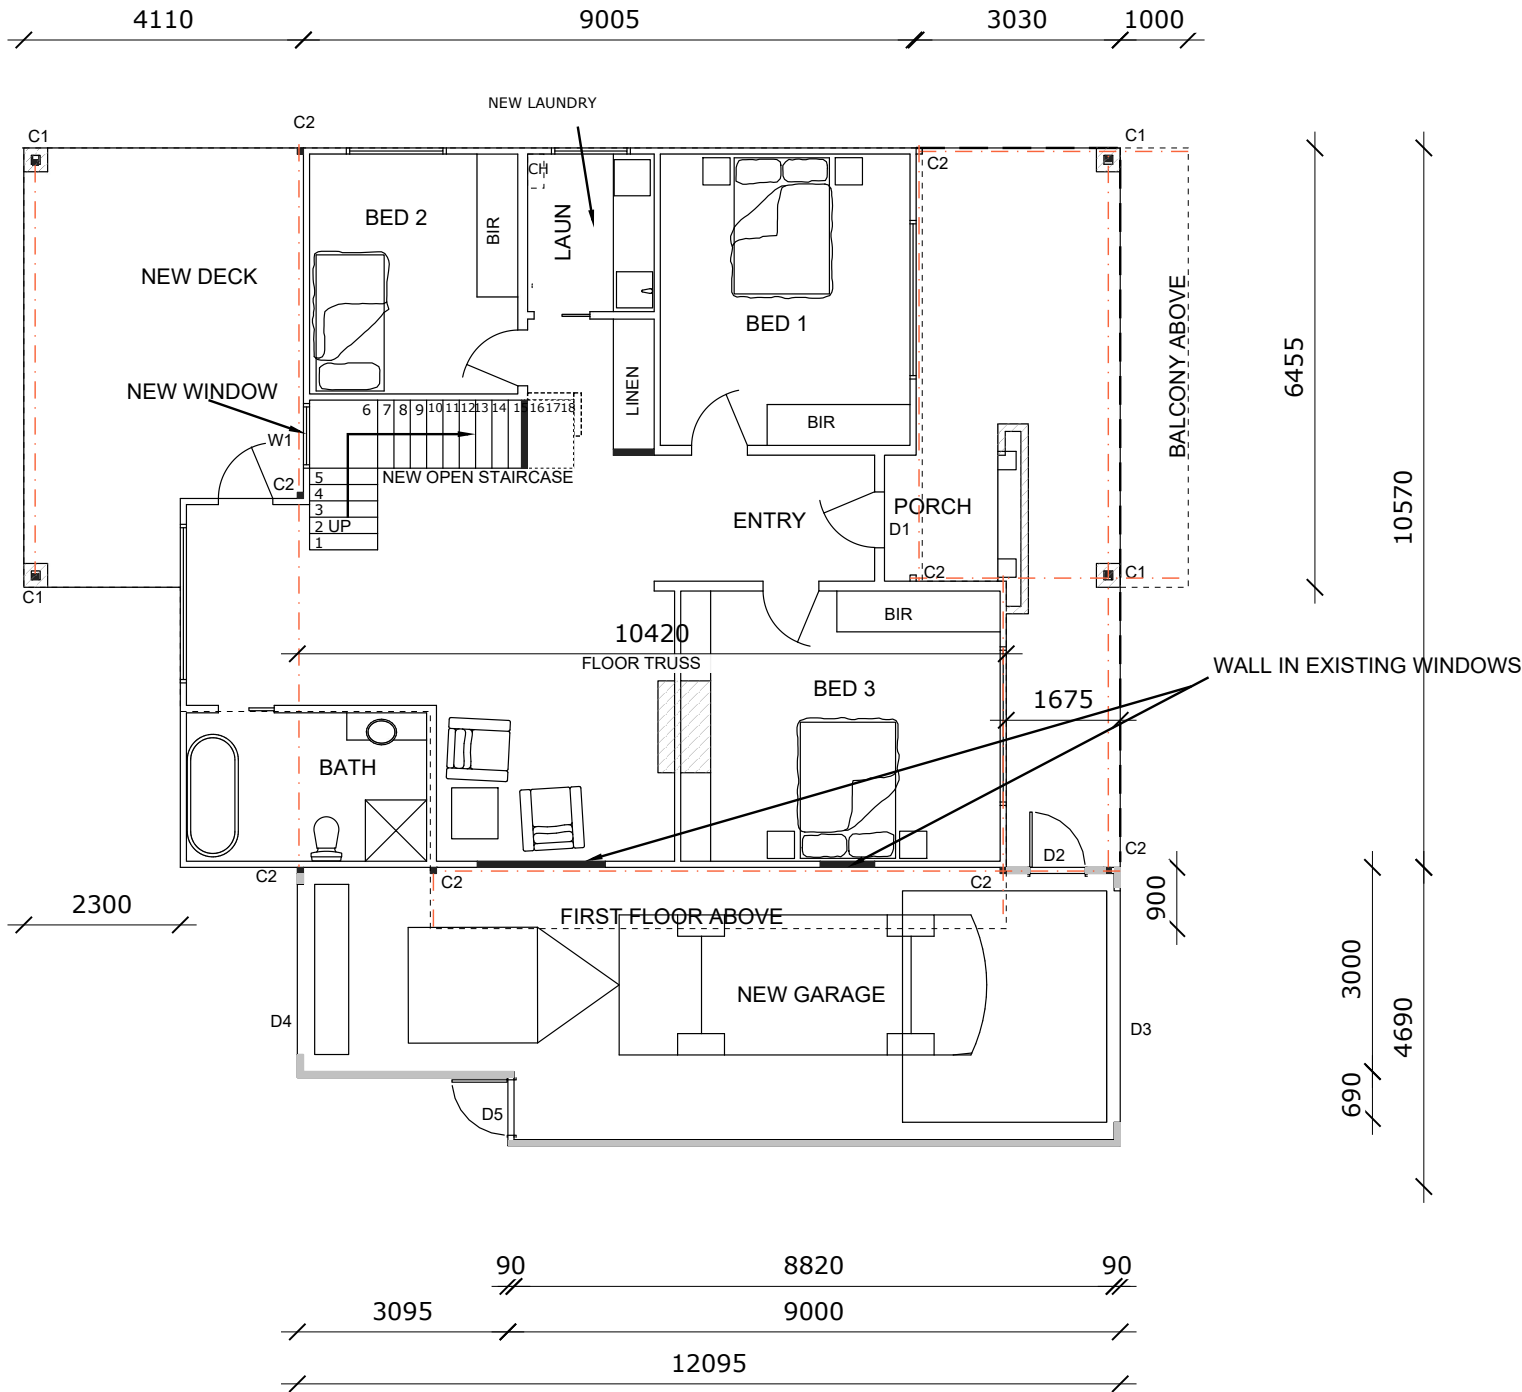 4110
9005
3030
1000
NEW LAUNDRY
C1
C2
C1
C2
CH
BED 2
BIR
LAUN
NEW DECK
BED 1
BALCONY ABOVE
6455
NEW WINDOW
LINEN
6 7 8 9 10 11 12 13 14 15 16 17 18
BIR
W1
NEW OPEN STAIRCASE
5
4
3
2 UP
1
C2
ENTRY
PORCH
D1
10570
C1
C2
C1
BIR
10420
FLOOR TRUSS
BED 3
WALL IN EXISTING WINDOWS
1675
BATH
C2
C2
C2
D2
C2
2300
FIRST FLOOR ABOVE
900
NEW GARAGE
3000
D4
D3
4690
690
D5
90
8820
90
3095
9000
12095